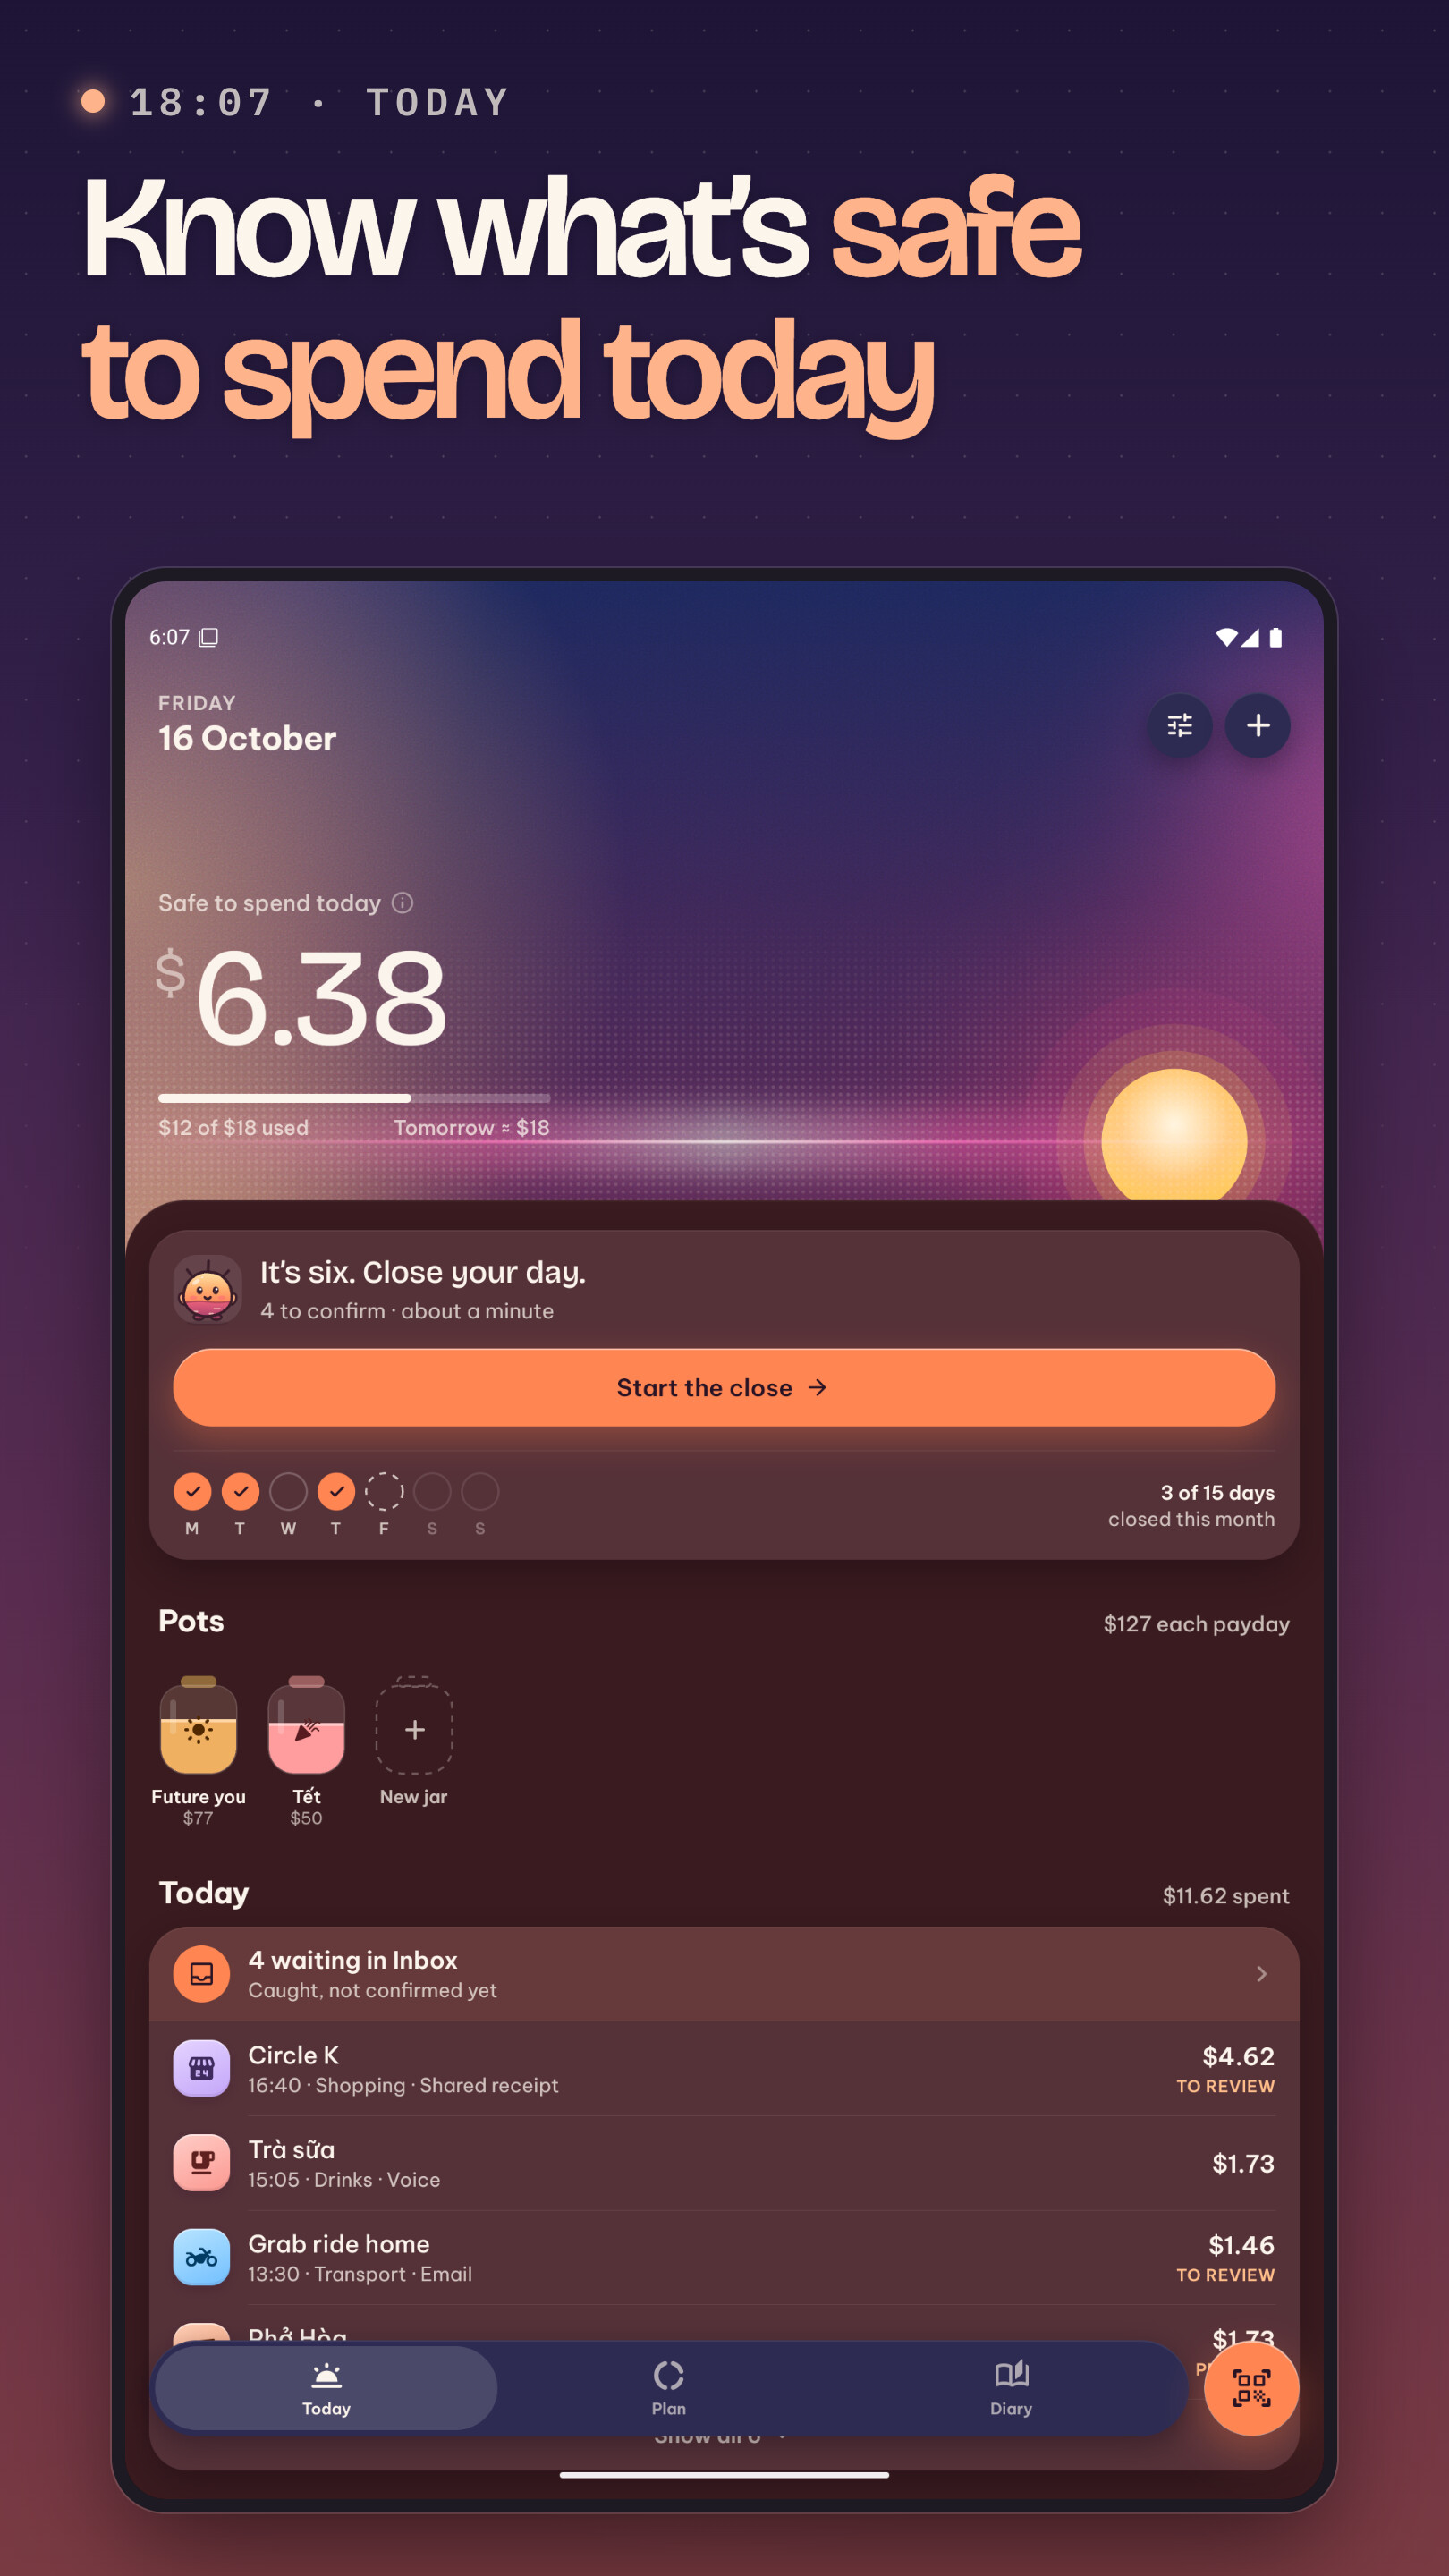 18:07 · TODAY
Know what's safe
to spend today
6:07
FRIDAY
16 October
Safe to spend today
$6.38
$12 of $18 used
Tomorrow ≈ $18
It's six. Close your day.
4 to confirm · about a minute
Start the close →
M T W T F S S
3 of 15 days
closed this month
Pots
$127 each payday
Future you
$77
Tết
$50
New jar
Today
$11.62 spent
4 waiting in Inbox
Caught, not confirmed yet
24
Circle K
16:40 · Shopping · Shared receipt
$4.62
TO REVIEW
Trà sữa
15:05 · Drinks · Voice
$1.73
Grab ride home
13:30 · Transport · Email
$1.46
TO REVIEW
Phở Hòa
$1.73
Today
Plan
Diary
Show all